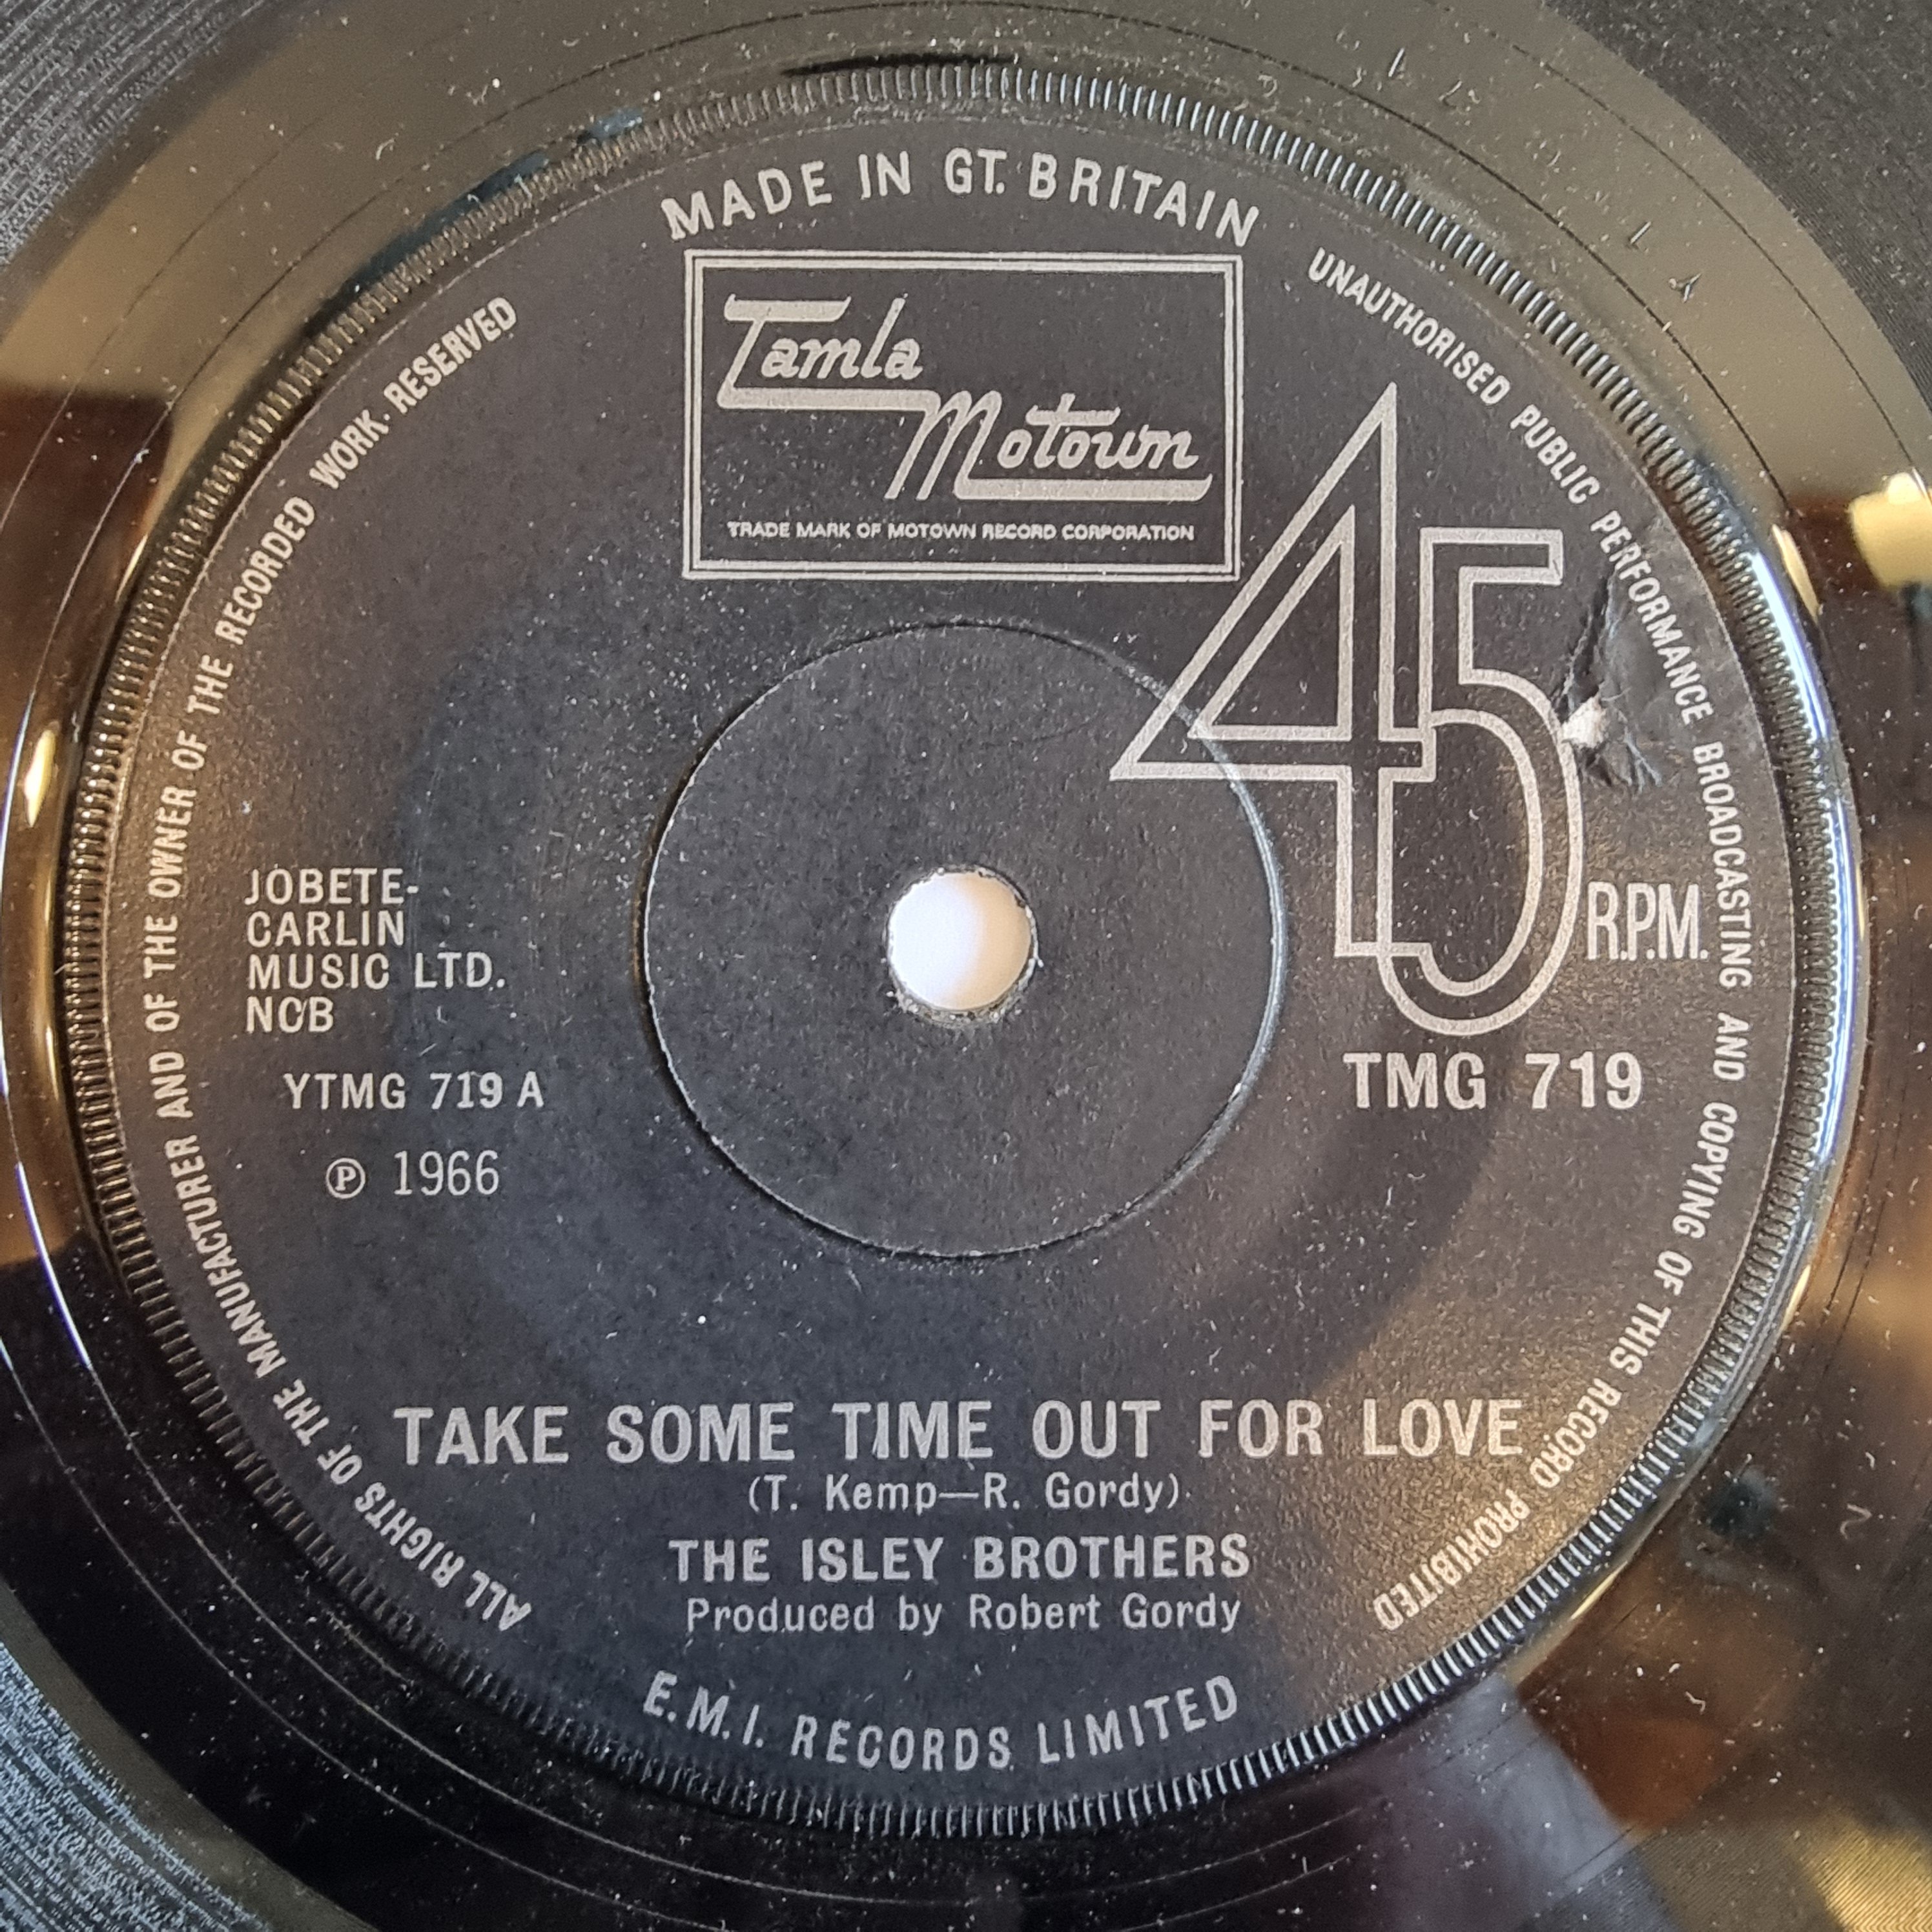 MADE IN GT. BRITAIN
Tamla
Motown
TRADE MARK OF MOTOWN RECORD CORPORATION
UNAUTHORISED PUBLIC PERFORMANCE BROADCASTING AND COPYING OF THIS RECORD PROHIBITED
ALL RIGHTS OF THE MANUFACTURER AND OF THE OWNER OF THE RECORDED WORK RESERVED
45
R.P.M.
JOBETE-
CARLIN
MUSIC LTD.
NCB
YTMG 719 A
℗ 1966
TMG 719
TAKE SOME TIME OUT FOR LOVE
(T. Kemp—R. Gordy)
THE ISLEY BROTHERS
Produced by Robert Gordy
E.M.I. RECORDS LIMITED